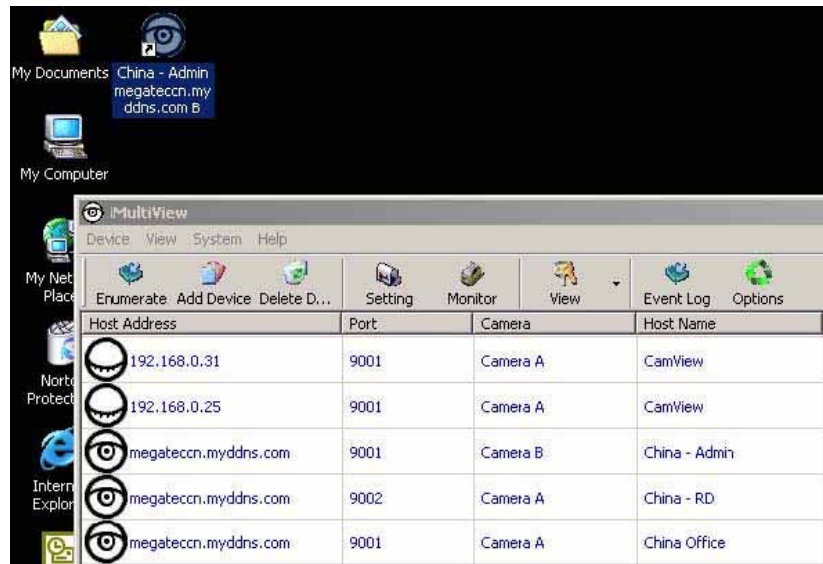 My Documents
China - Admin
megateccn.my
ddns.com B
My Computer
iMultiView
Device View System Help
My Net
Place
Enumerate Add Device Delete D... Setting Monitor View Event Log Options
Host Address Port Camera Host Name
192.168.0.31 9001 Camera A CamView
Norto
Protect
192.168.0.25 9001 Camera A CamView
megateccn.myddns.com 9001 Camera B China - Admin
Intern
Explor
megateccn.myddns.com 9002 Camera A China - RD
megateccn.myddns.com 9001 Camera A China Office